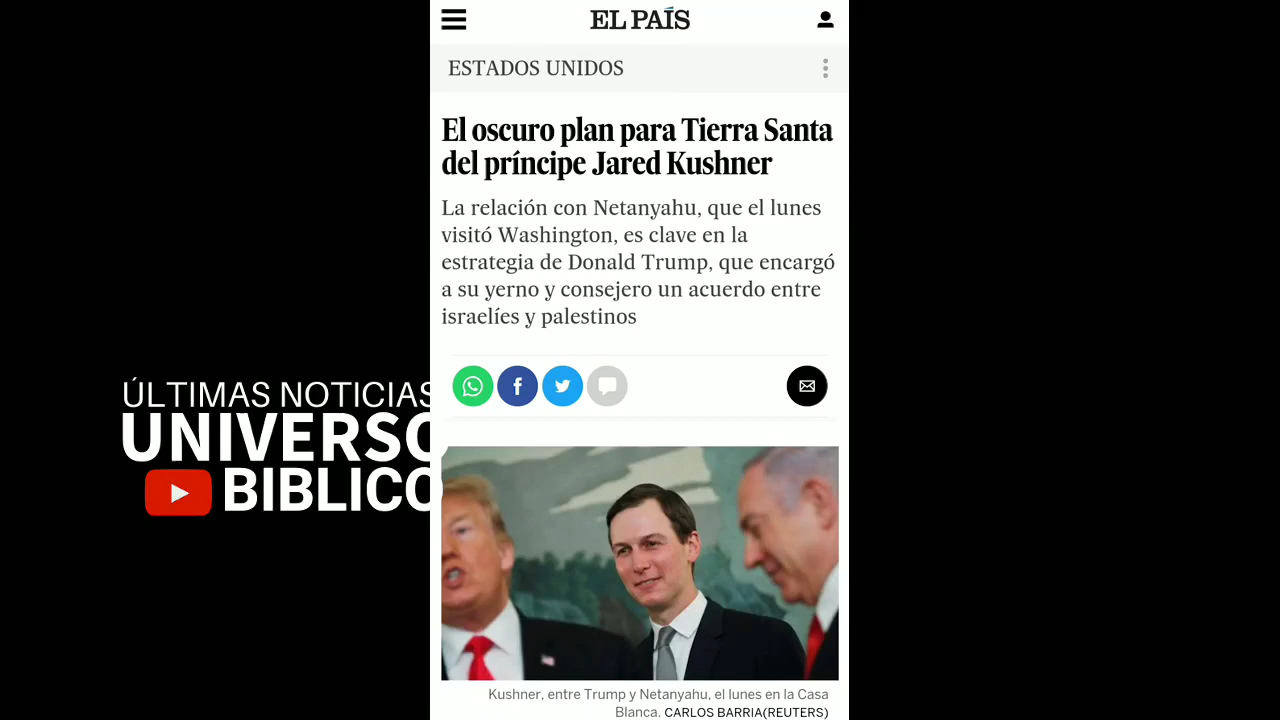 EL PAÍS
ESTADOS UNIDOS
El oscuro plan para Tierra Santa
del príncipe Jared Kushner
La relación con Netanyahu, que el lunes
visitó Washington, es clave en la
estrategia de Donald Trump, que encargó
a su yerno y consejero un acuerdo entre
israelíes y palestinos
ÚLTIMAS NOTICIAS
UNIVERSO
BIBLICO
Kushner, entre Trump y Netanyahu, el lunes en la Casa
Blanca. CARLOS BARRIA(REUTERS)